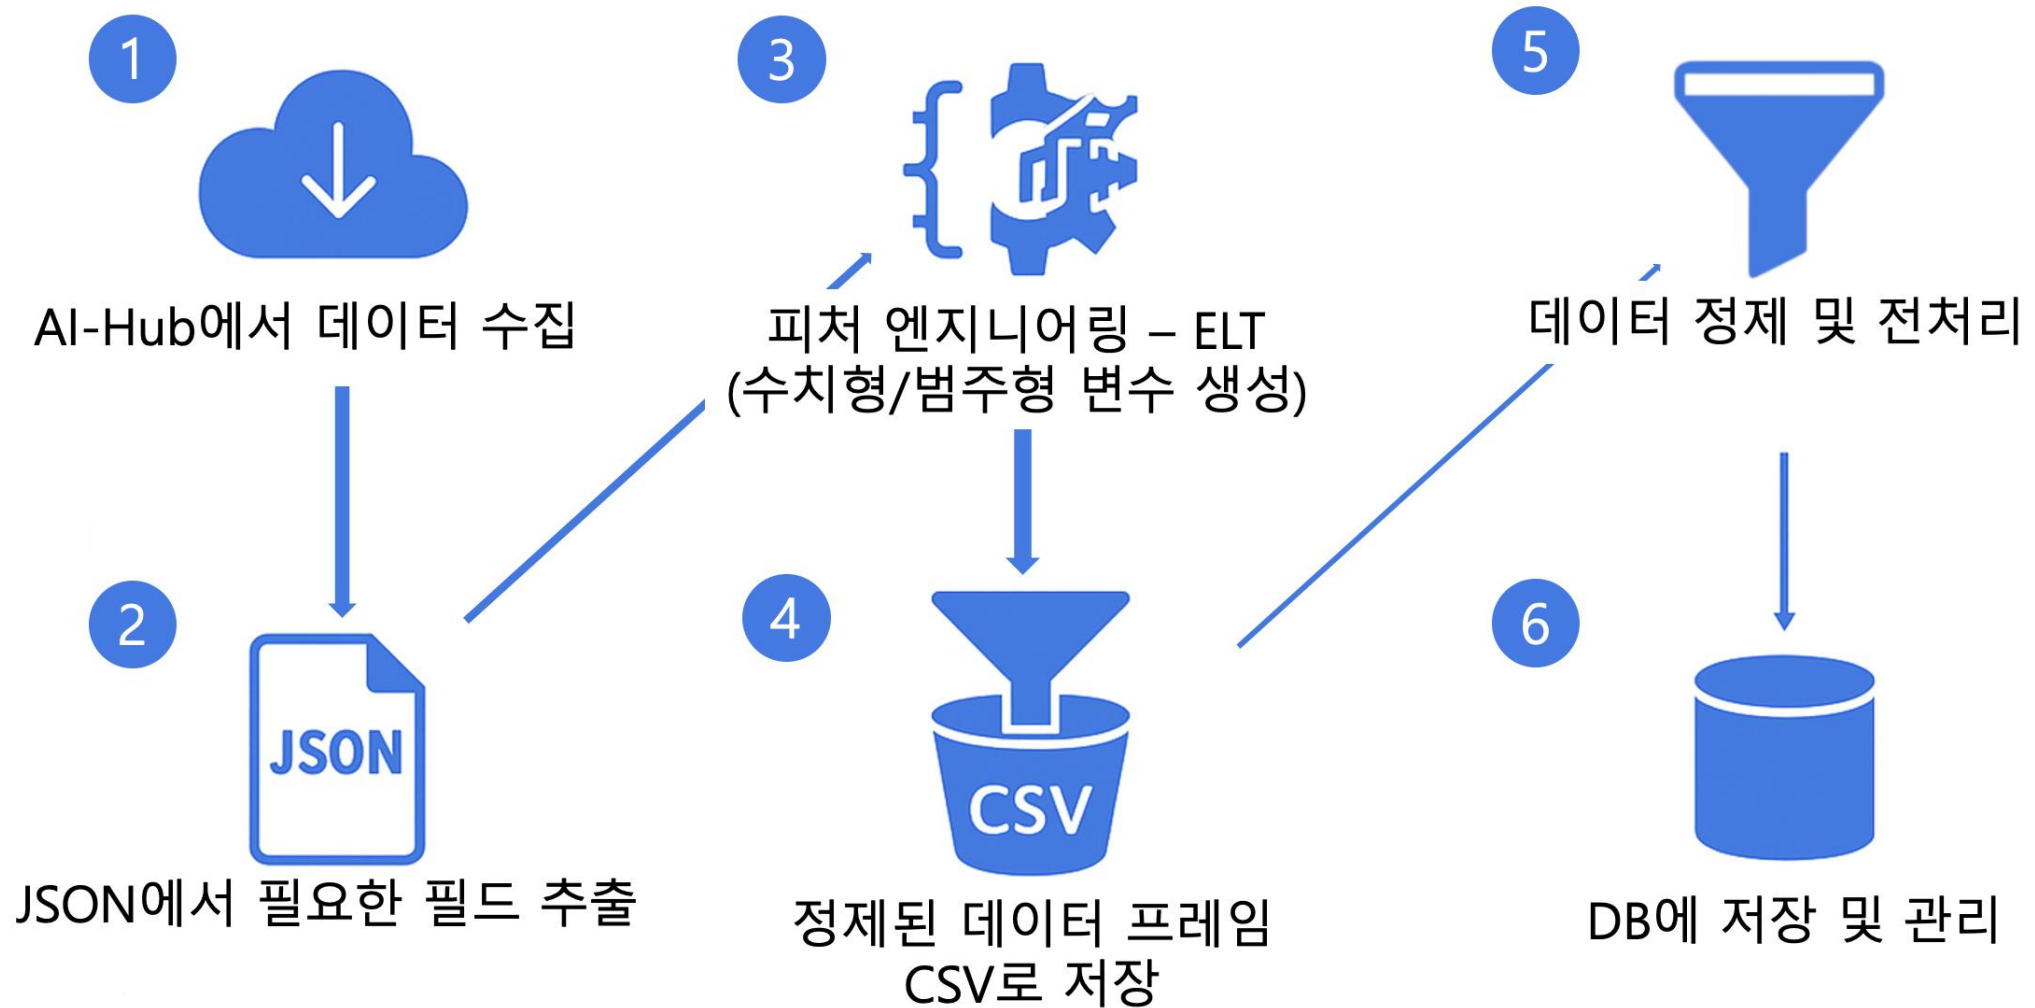 1
AI-Hub에서 데이터 수집
2
JSON
JSON에서 필요한 필드 추출
3
피처 엔지니어링 – ELT
(수치형/범주형 변수 생성)
4
CSV
정제된 데이터 프레임
CSV로 저장
5
데이터 정제 및 전처리
6
DB에 저장 및 관리